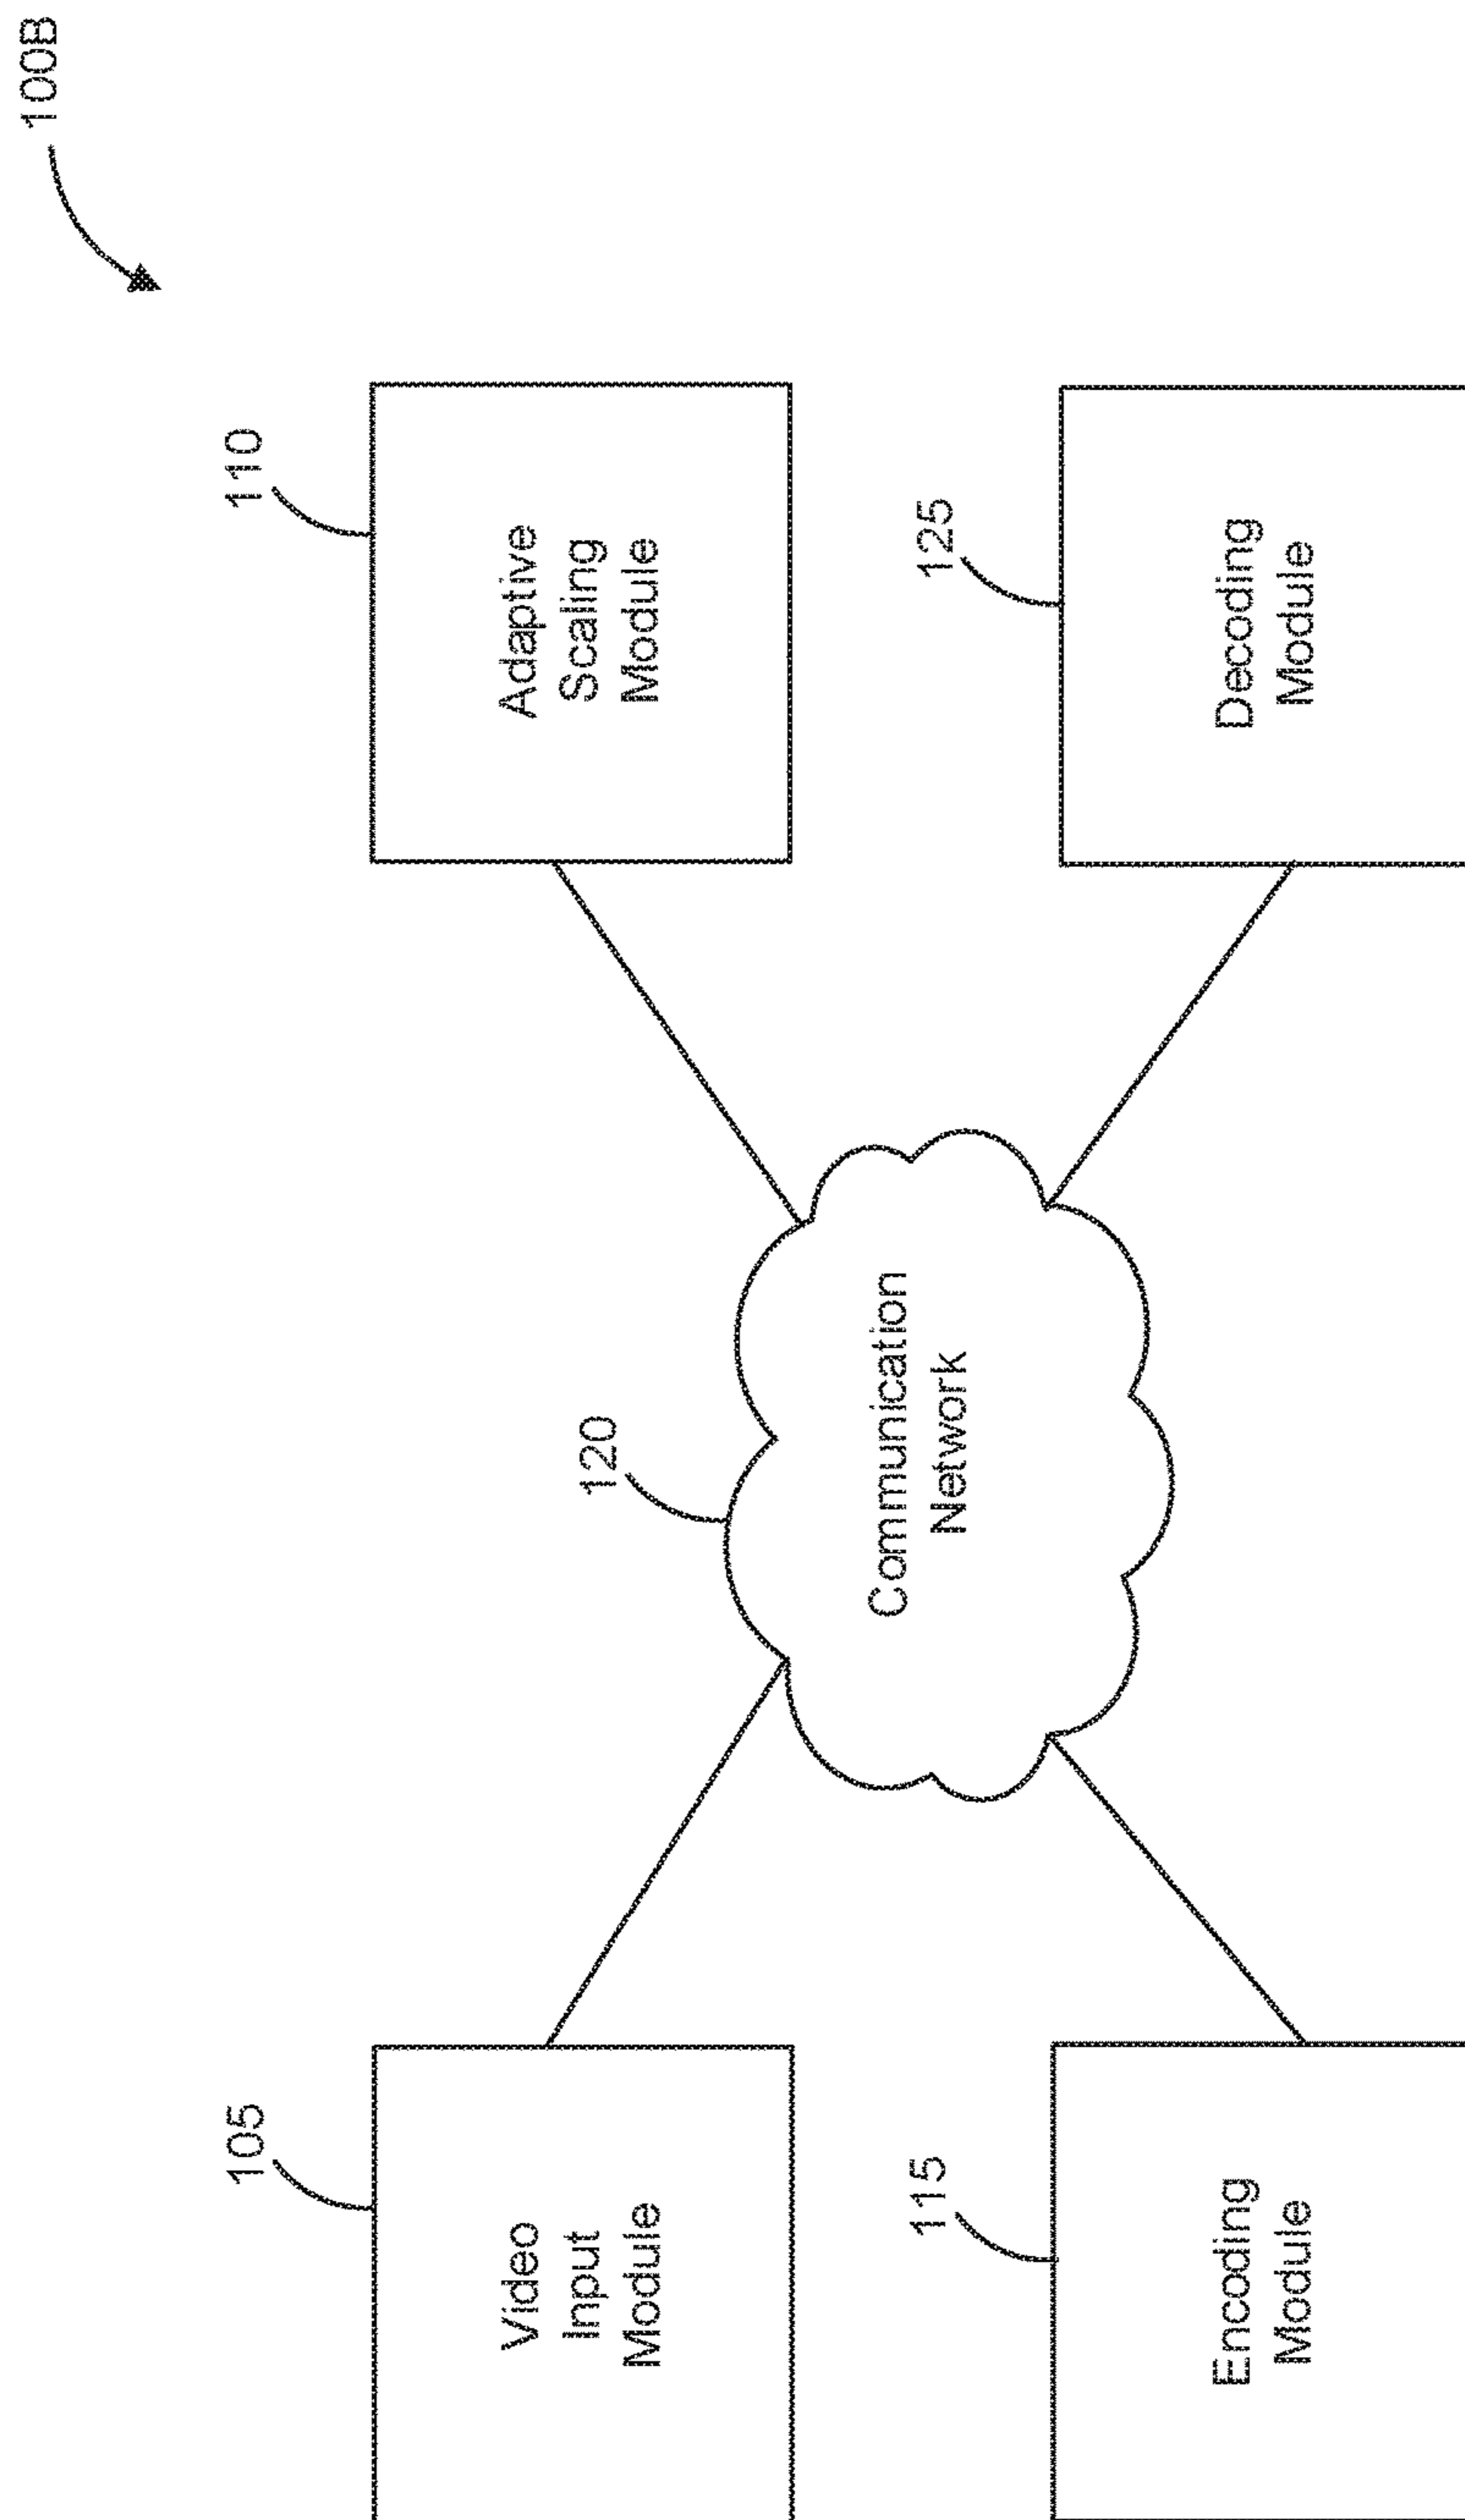 100B
105
Video
Input
Module
110
Adaptive
Scaling
Module
120
Communication
Network
115
Encoding
Module
125
Decoding
Module